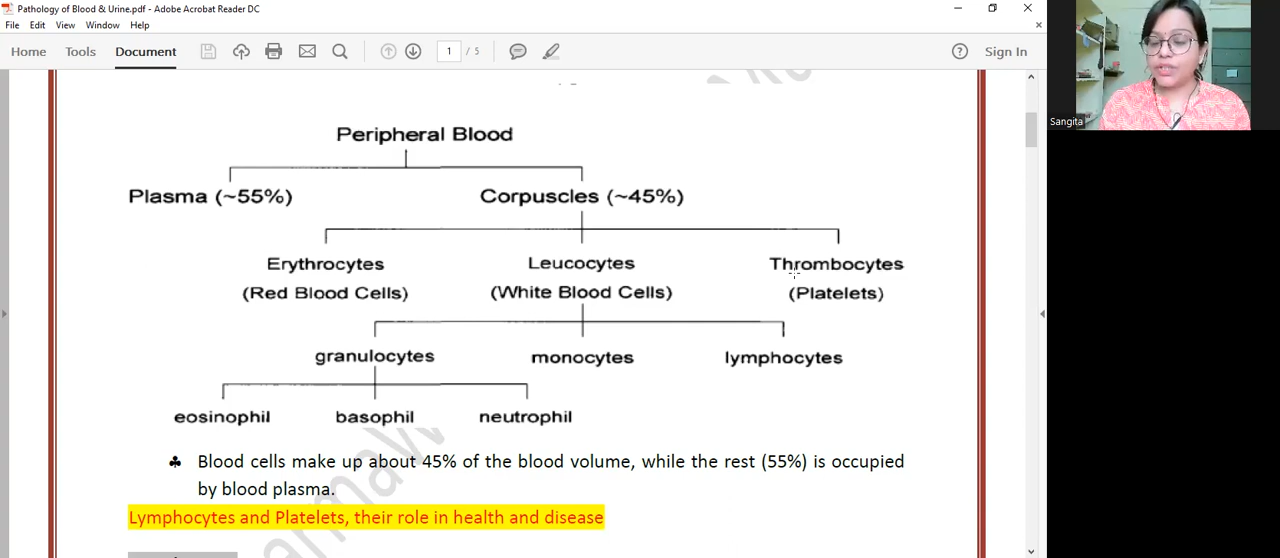 Pathology of Blood & Urine.pdf - Adobe Acrobat Reader DC
File Edit View Window Help
Home Tools Document 1 / 5 Sign In
Sangita
Peripheral Blood
Plasma (~55%) Corpuscles (~45%)
Erythrocytes Leucocytes Thrombocytes
(Red Blood Cells) (White Blood Cells) (Platelets)
granulocytes monocytes lymphocytes
eosinophil basophil neutrophil
♣ Blood cells make up about 45% of the blood volume, while the rest (55%) is occupied
by blood plasma.
Lymphocytes and Platelets, their role in health and disease